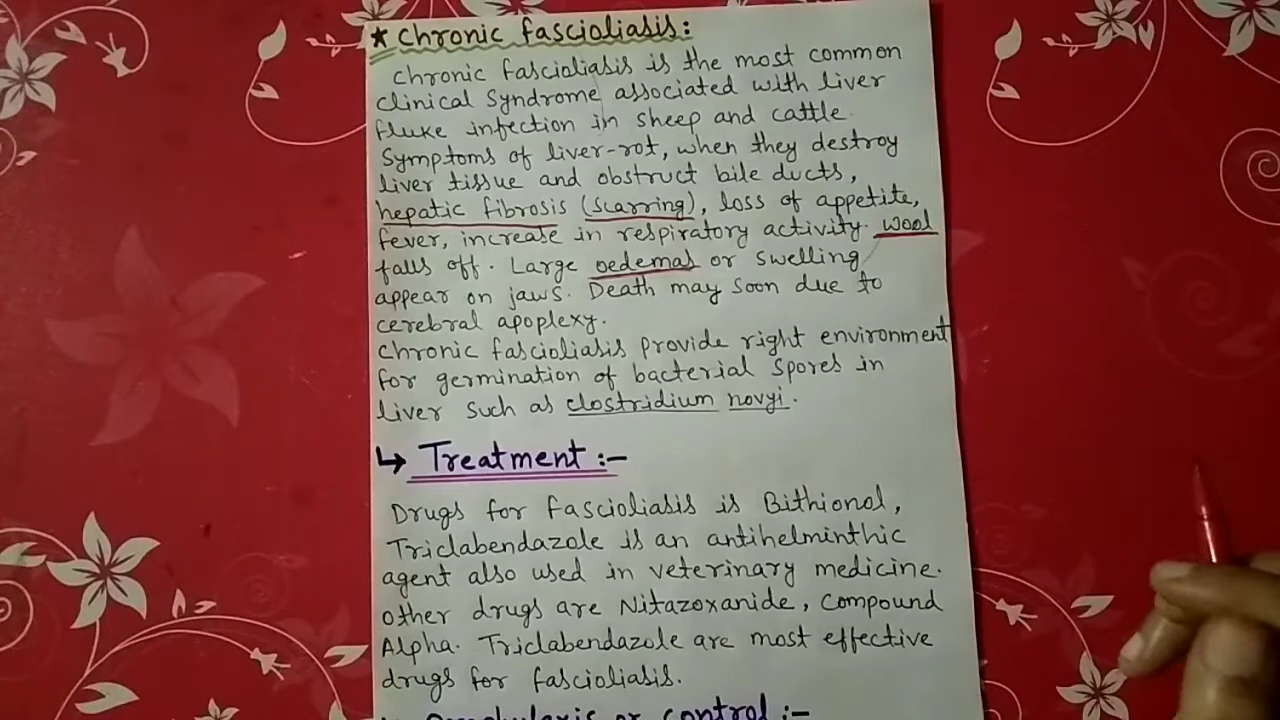 ★ Chronic fascioliasis:
Chronic fascioliasis is the most common
clinical Syndrome associated with liver
fluke infection in sheep and cattle.
Symptoms of liver-rot, when they destroy
liver tissue and obstruct bile ducts,
hepatic fibrosis (scarring), loss of appetite,
fever, increase in respiratory activity. wool
falls off. Large oedemas or swelling
appear on jaws. Death may soon due to
cerebral apoplexy.
Chronic fascioliasis provide right environment
for germination of bacterial spores in
liver such as clostridium novyi.
↳ Treatment :-
Drugs for fascioliasis is Bithional,
Triclabendazole is an antihelminthic
agent also used in veterinary medicine.
other drugs are Nitazoxanide, compound
Alpha. Triclabendazole are most effective
drugs for fascioliasis.
or control :-